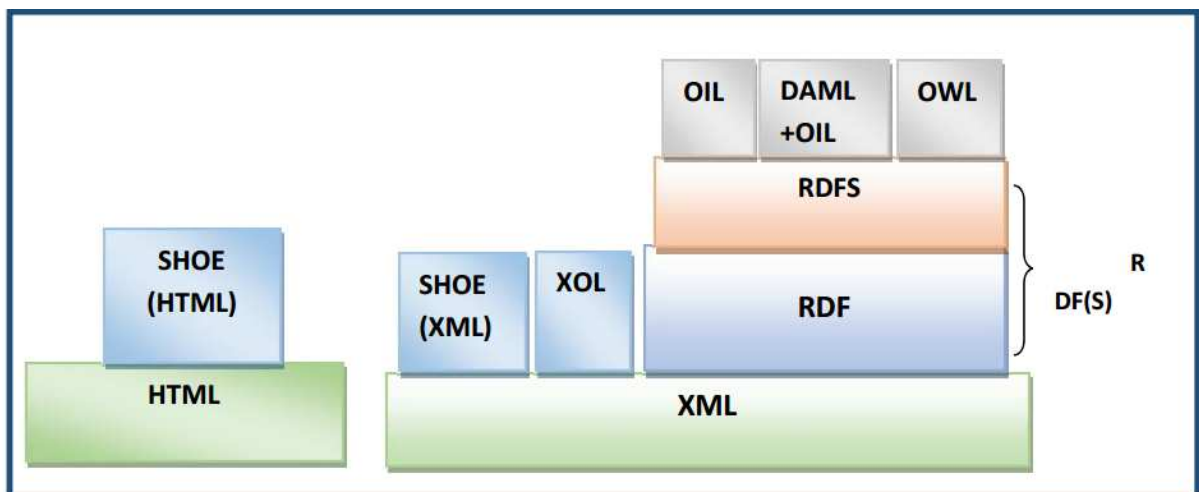 OIL
DAML
+OIL
OWL
RDFS
SHOE
(HTML)
SHOE
(XML)
XOL
RDF
R
DF(S)
HTML
XML